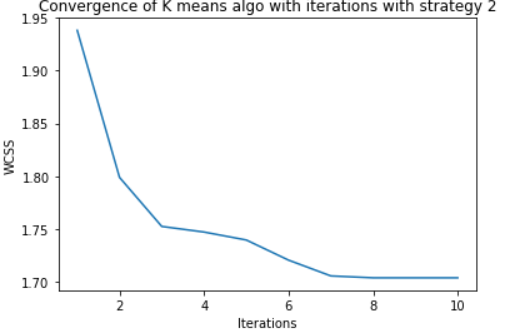 Convergence of K means algo with iterations with strategy 2
1.95
1.90
1.85
1.80
1.75
1.70
WCSS
2 4 6 8 10
Iterations